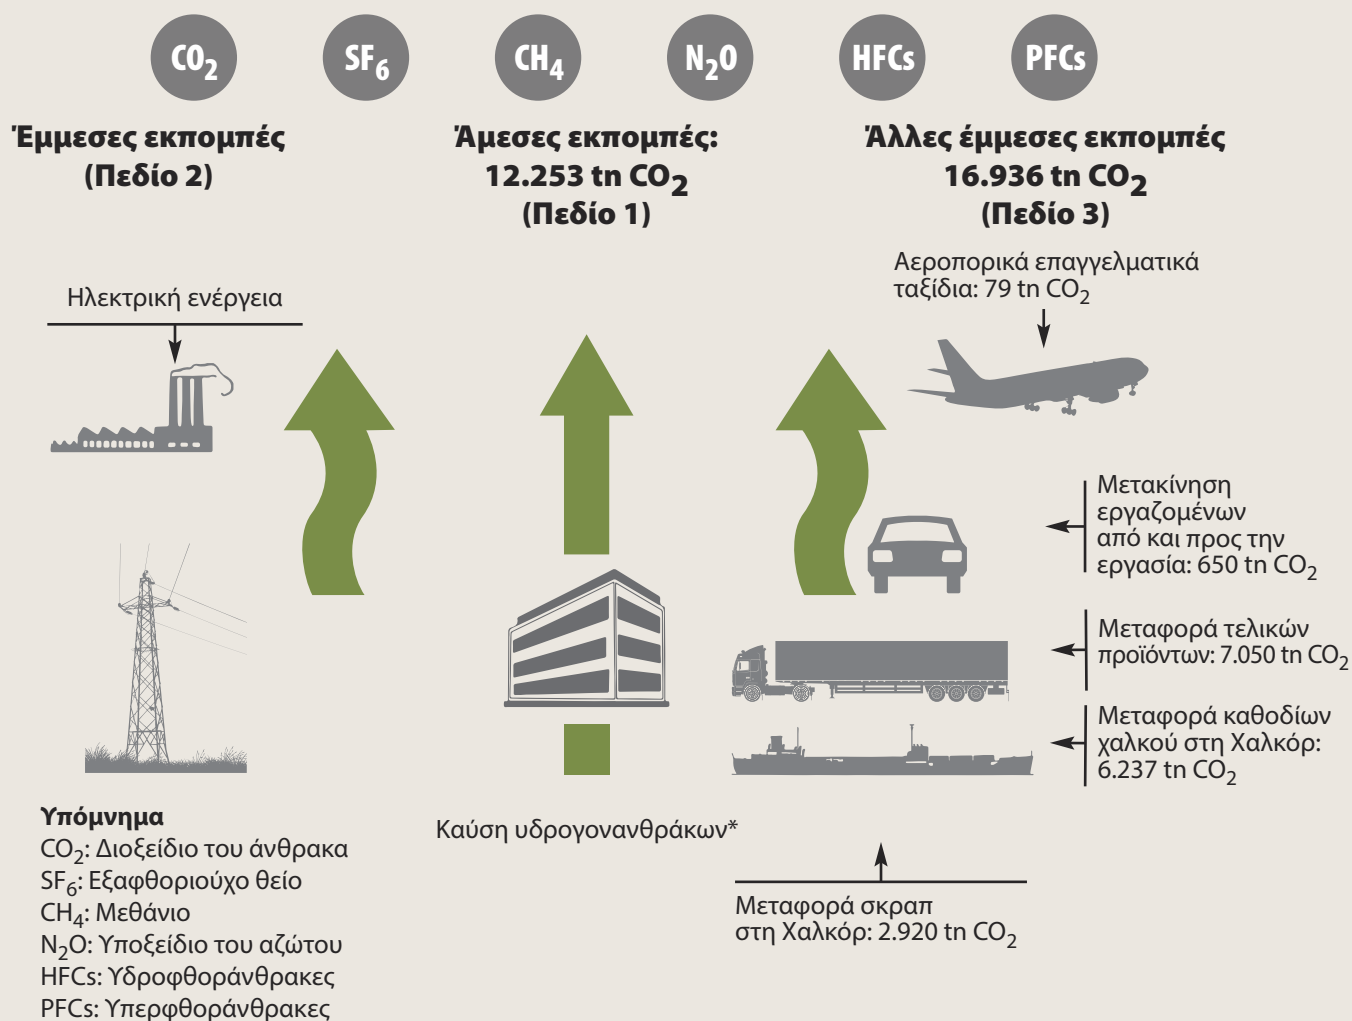 CO₂
SF₆
CH₄
N₂O
HFCs
PFCs
Έμμεσες εκπομπές
(Πεδίο 2)
Άμεσες εκπομπές:
12.253 tn CO₂
(Πεδίο 1)
Άλλες έμμεσες εκπομπές
16.936 tn CO₂
(Πεδίο 3)
Ηλεκτρική ενέργεια
Αεροπορικά επαγγελματικά
ταξίδια: 79 tn CO₂
Μετακίνηση
εργαζομένων
από και προς την
εργασία: 650 tn CO₂
Μεταφορά τελικών
προϊόντων: 7.050 tn CO₂
Μεταφορά καθοδίων
χαλκού στη Χαλκόρ:
6.237 tn CO₂
Καύση υδρογονανθράκων*
Μεταφορά σκραπ
στη Χαλκόρ: 2.920 tn CO₂
Υπόμνημα
CO₂: Διοξείδιο του άνθρακα
SF₆: Εξαφθοριούχο θείο
CH₄: Μεθάνιο
N₂O: Υποξείδιο του αζώτου
HFCs: Υδροφθοράνθρακες
PFCs: Υπερφθοράνθρακες